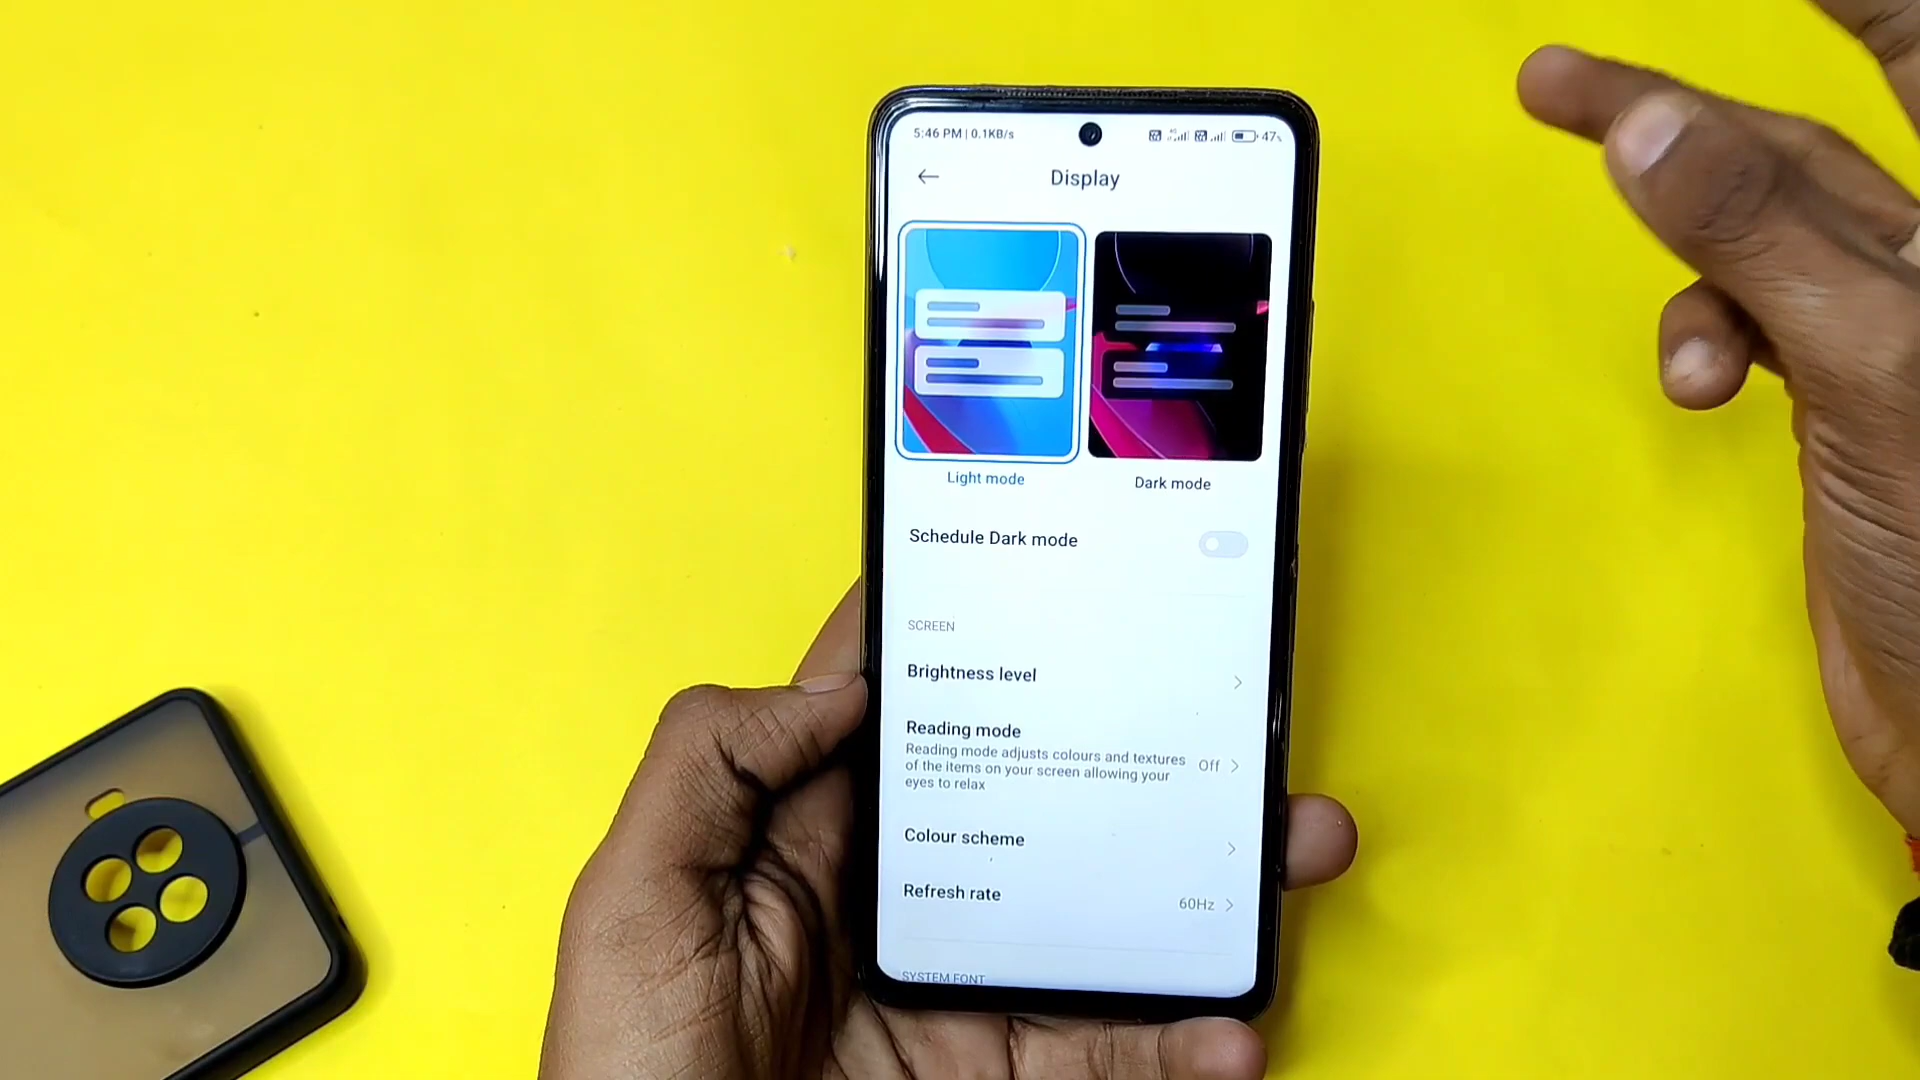 5:46 PM | 0.1KB/s
47%
Display
Light mode
Dark mode
Schedule Dark mode
SCREEN
Brightness level
Reading mode
Reading mode adjusts colours and textures
of the items on your screen allowing your
eyes to relax
Off
Colour scheme
Refresh rate
60Hz
SYSTEM FONT